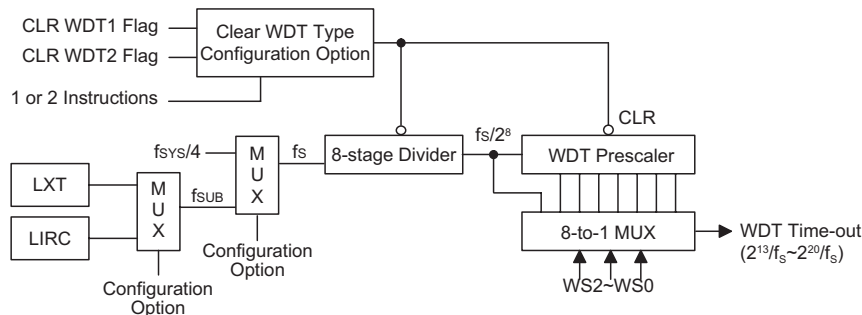 CLR WDT1 Flag
CLR WDT2 Flag
1 or 2 Instructions
Clear WDT Type
Configuration Option
CLR
fSYS/4
fS
8-stage Divider
fS/2⁸
WDT Prescaler
LXT
LIRC
M
U
X
fSUB
M
U
X
Configuration
Option
Configuration
Option
8-to-1 MUX
WS2~WS0
WDT Time-out
(2¹³/fS~2²⁰/fS)